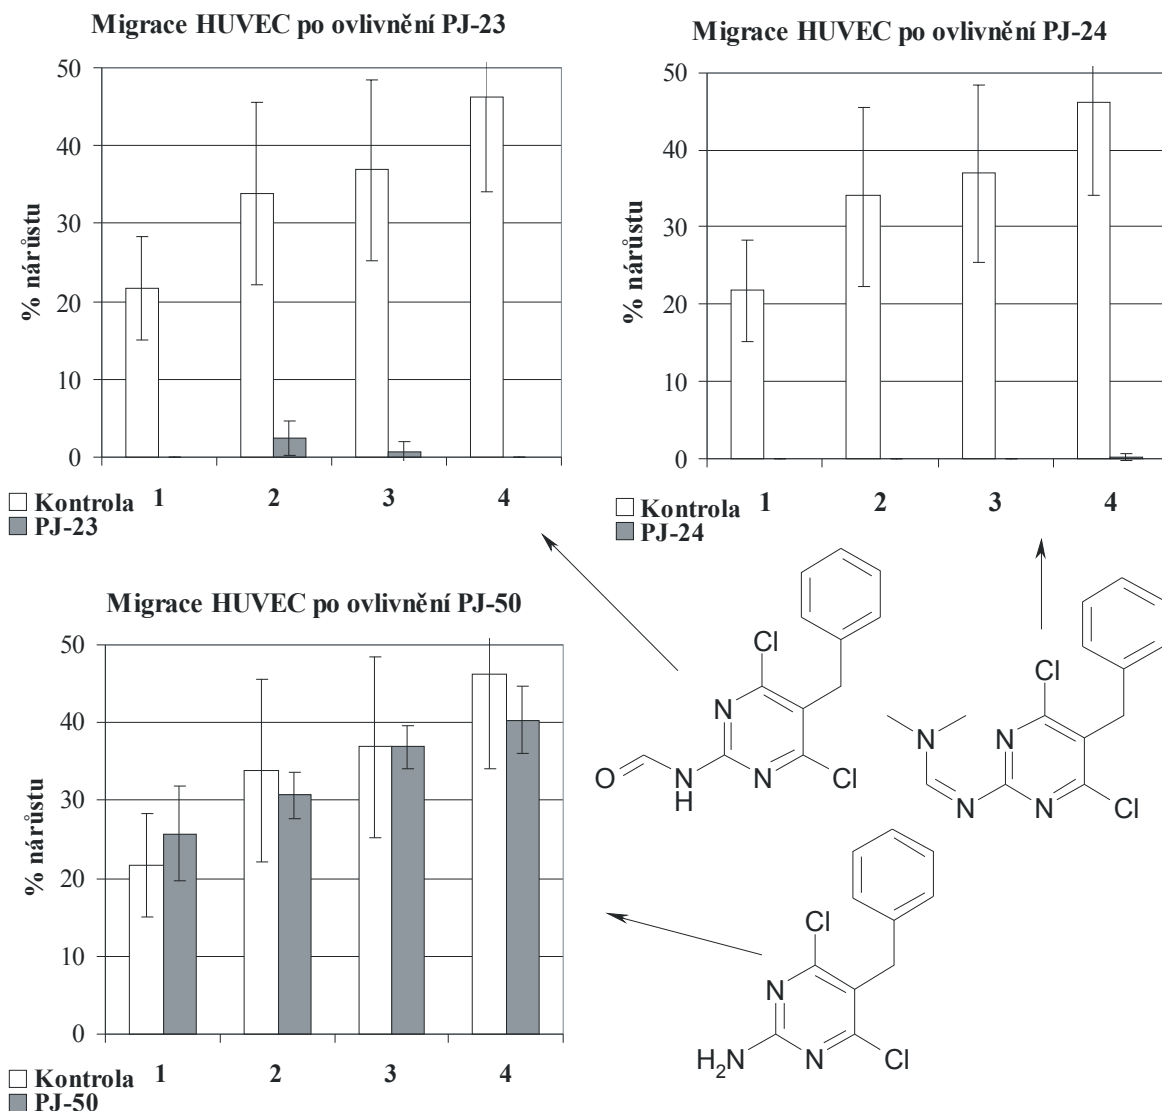 Migrace HUVEC po ovlivnění PJ-23
50
40
30
20
10
0
% nárůstu
1 2 3 4
Kontrola
PJ-23
Migrace HUVEC po ovlivnění PJ-24
50
40
30
20
10
0
% nárůstu
1 2 3 4
Kontrola
PJ-24
Migrace HUVEC po ovlivnění PJ-50
50
40
30
20
10
0
% nárůstu
1 2 3 4
Kontrola
PJ-50
Cl
N
O N N Cl
H
Cl
N N
N N Cl
Cl
N
H₂N N Cl